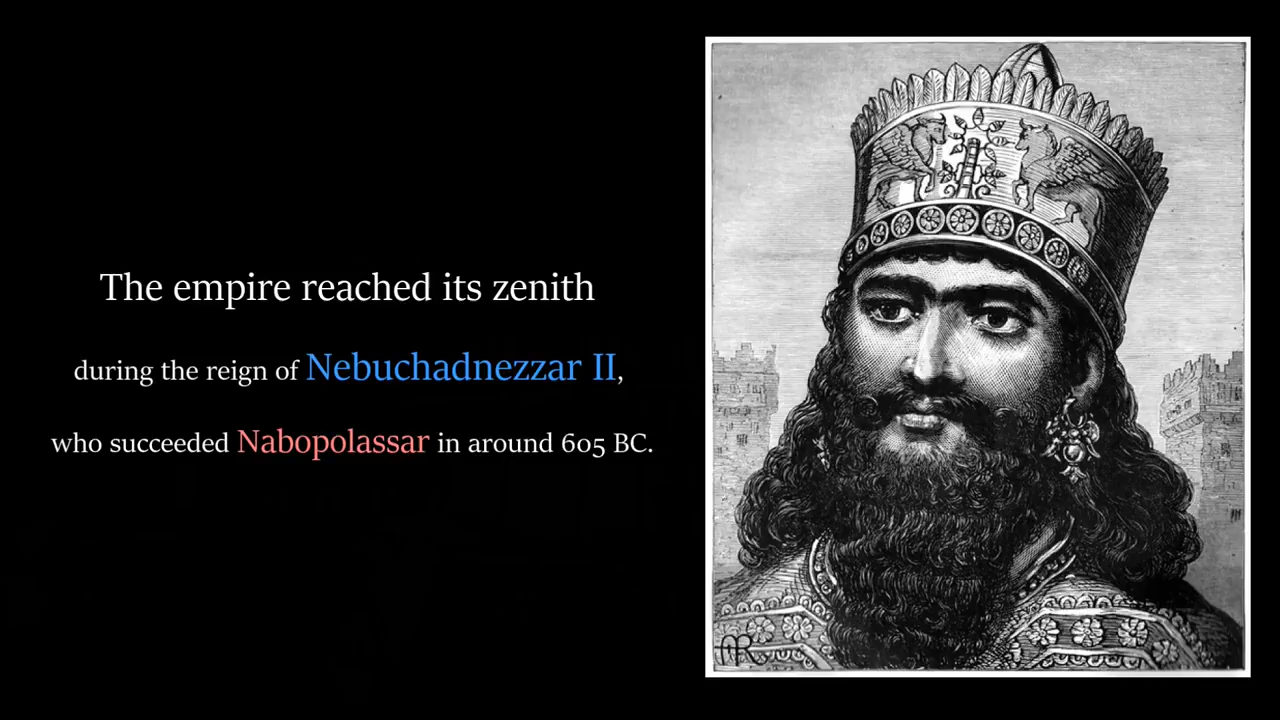 The empire reached its zenith
during the reign of Nebuchadnezzar II,
who succeeded Nabopolassar in around 605 BC.